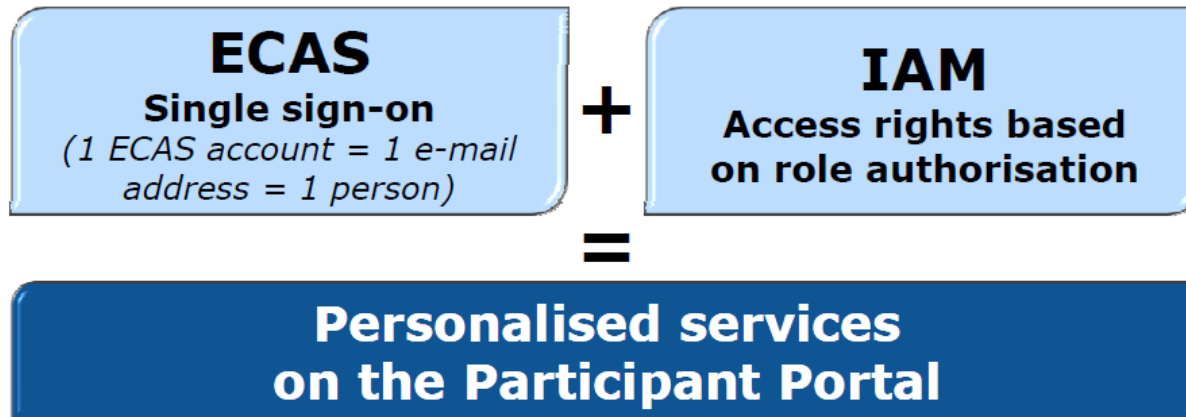 ECAS
Single sign-on
(1 ECAS account = 1 e-mail
address = 1 person)
+
IAM
Access rights based
on role authorisation
=
Personalised services
on the Participant Portal